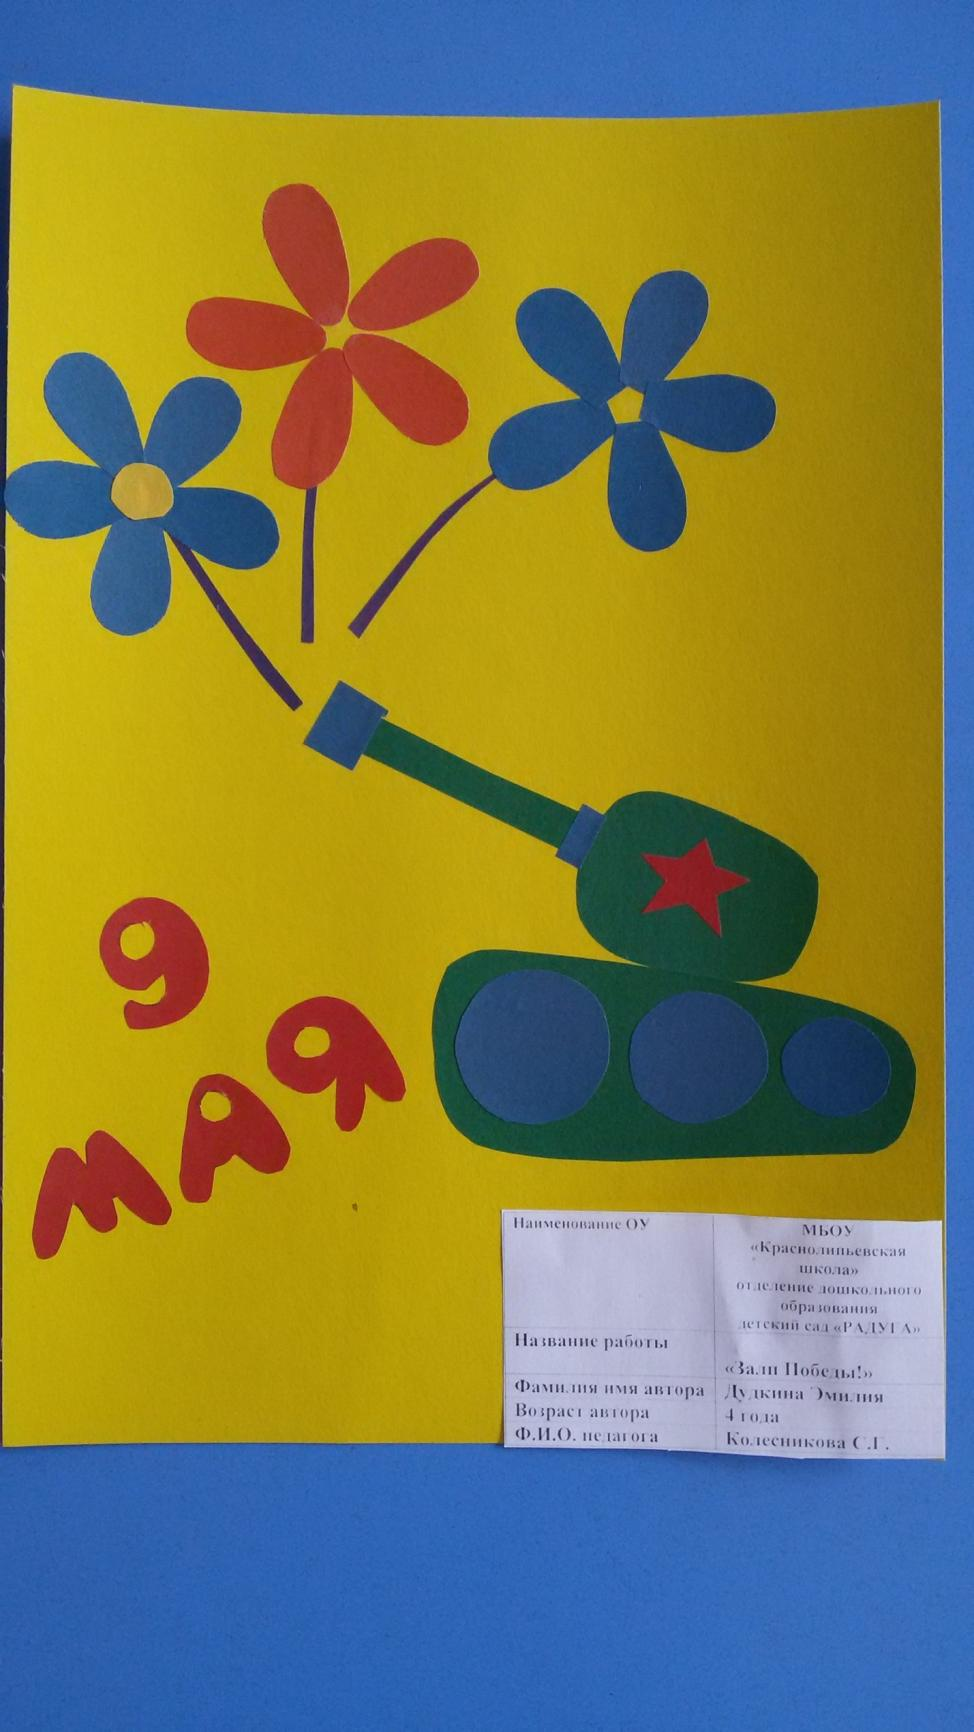 9
МАЯ
Наименование ОУ
МБОУ
«Краснолипьевская
школа»
отделение дошкольного
образования
детский сад «РАДУГА»
Название работы
«Залп Победы!»
Фамилия имя автора Дудкина Эмилия
Возраст автора 4 года
Ф.И.О. педагога Колесникова С.Г.